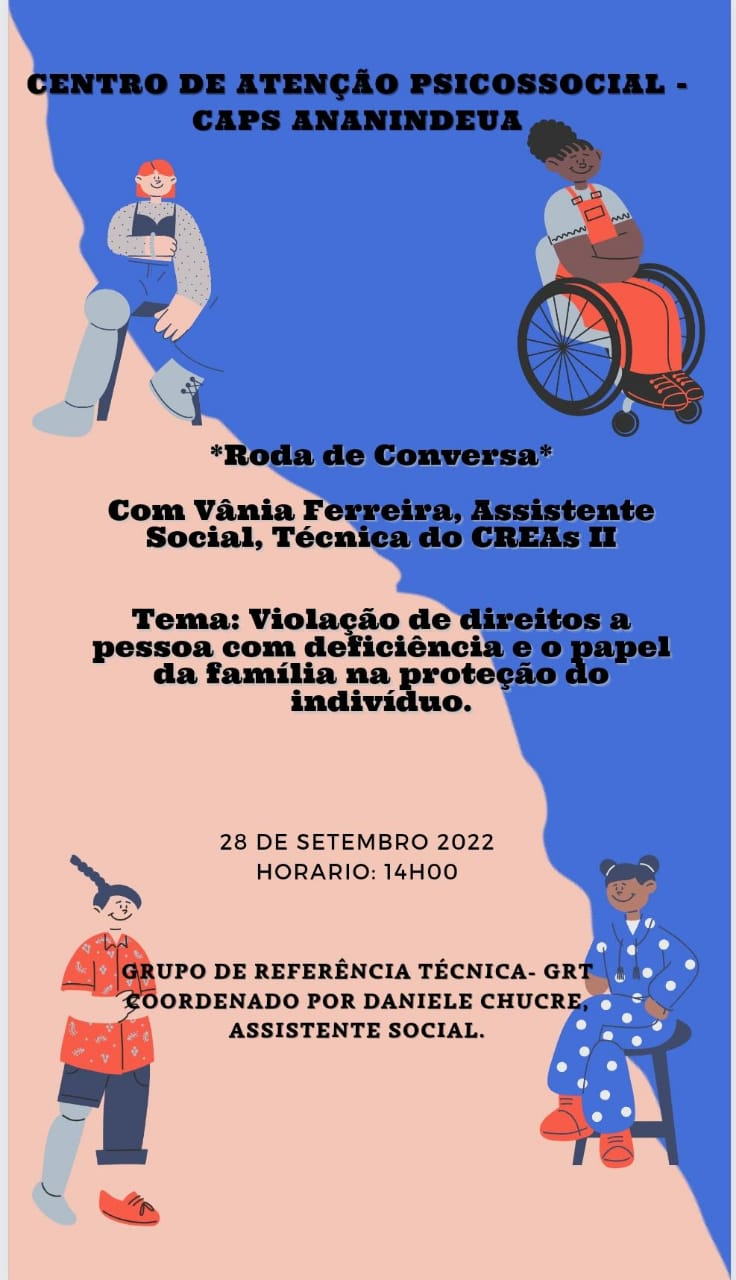 CENTRO DE ATENÇÃO PSICOSSOCIAL -
CAPS ANANINDEUA
*Roda de Conversa*
Com Vânia Ferreira, Assistente
Social, Técnica do CREAs II
Tema: Violação de direitos a
pessoa com deficiência e o papel
da família na proteção do
indivíduo.
28 DE SETEMBRO 2022
HORARIO: 14H00
GRUPO DE REFERÊNCIA TÉCNICA- GRT
COORDENADO POR DANIELE CHUCRE,
ASSISTENTE SOCIAL.